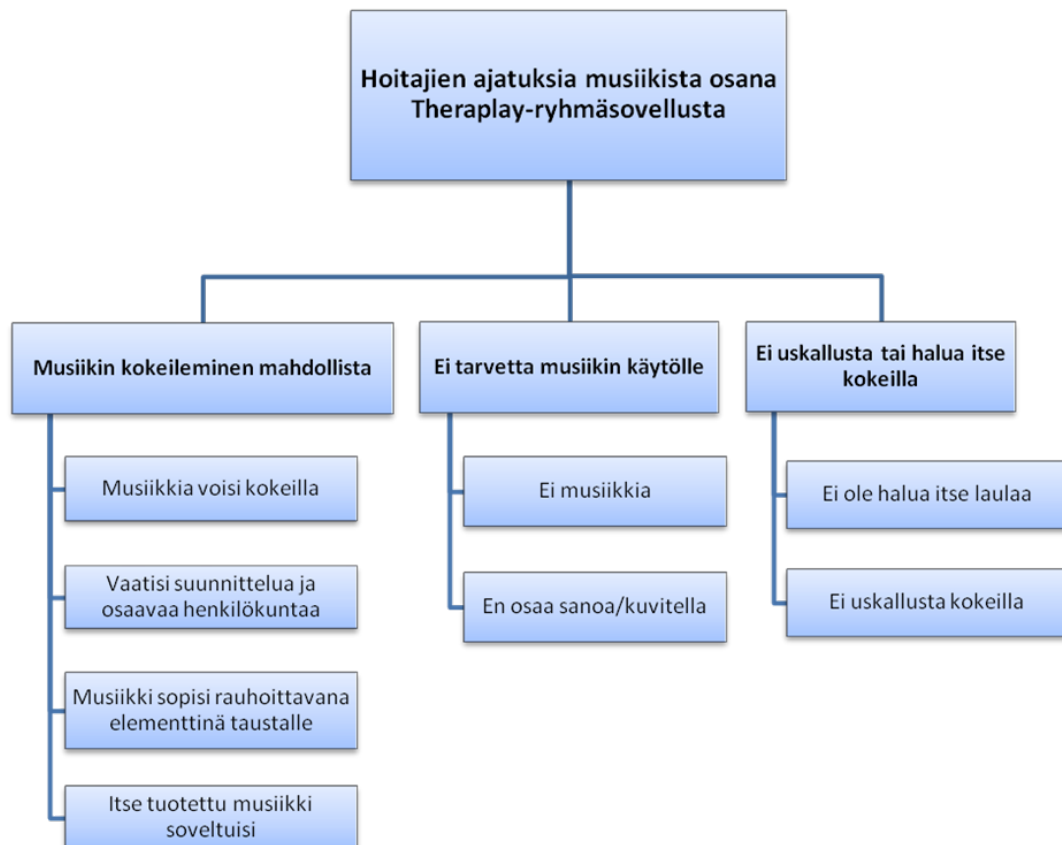 Hoitajien ajatuksia musiikista osana
Theraplay-ryhmäsovellusta
Musiikin kokeileminen mahdollista
Musiikkia voisi kokeilla
Vaatisi suunnittelua ja
osaavaa henkilökuntaa
Musiikki sopisi rauhoittavana
elementtinä taustalle
Itse tuotettu musiikki
soveltuisi
Ei tarvetta musiikin käytölle
Ei musiikkia
En osaa sanoa/kuvitella
Ei uskallusta tai halua itse
kokeilla
Ei ole halua itse laulaa
Ei uskallusta kokeilla